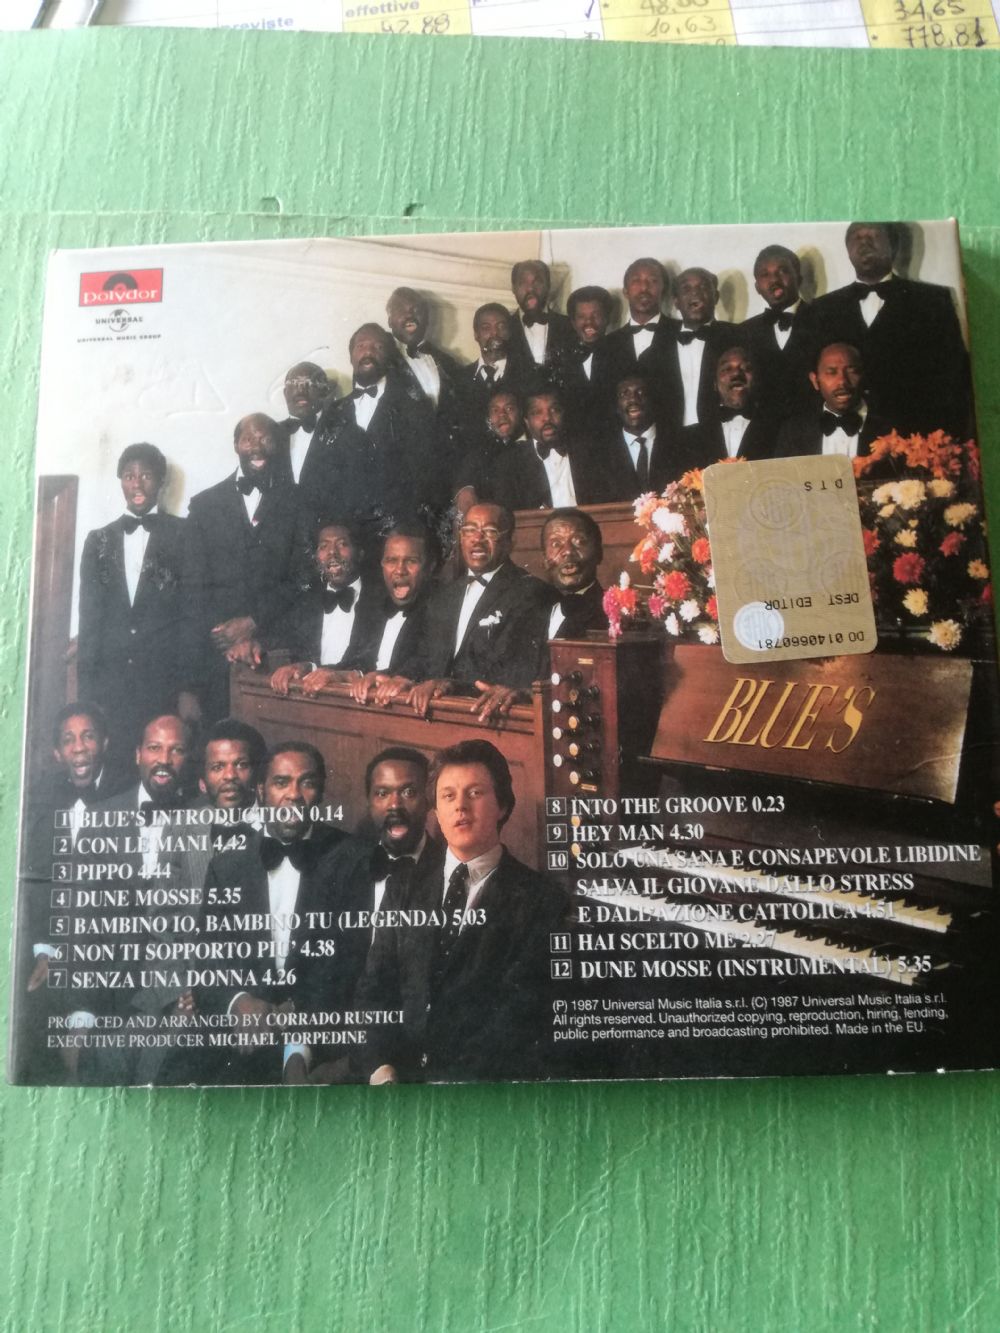 previste
effettive
42,88
10,63
34,65
778,81
polydor
UNIVERSAL
UNIVERSAL MUSIC GROUP
D T S
DEST EDITOR
DO 0140660781
BLUE'S
1 BLUE'S INTRODUCTION 0.14
2 CON LE MANI 4.42
3 PIPPO 4.44
4 DUNE MOSSE 5.35
5 BAMBINO IO, BAMBINO TU (LEGENDA) 5.03
6 NON TI SOPPORTO PIU' 4.38
7 SENZA UNA DONNA 4.26
8 INTO THE GROOVE 0.23
9 HEY MAN 4.30
10 SOLO UNA SANA E CONSAPEVOLE LIBIDINE
SALVA IL GIOVANE DALLO STRESS
E DALL'AZIONE CATTOLICA 4.51
11 HAI SCELTO ME 2.27
12 DUNE MOSSE (INSTRUMENTAL) 5.35
PRODUCED AND ARRANGED BY CORRADO RUSTICI
EXECUTIVE PRODUCER MICHAEL TORPEDINE
(P) 1987 Universal Music Italia s.r.l. (C) 1987 Universal Music Italia s.r.l.
All rights reserved. Unauthorized copying, reproduction, hiring, lending,
public performance and broadcasting prohibited. Made in the EU.